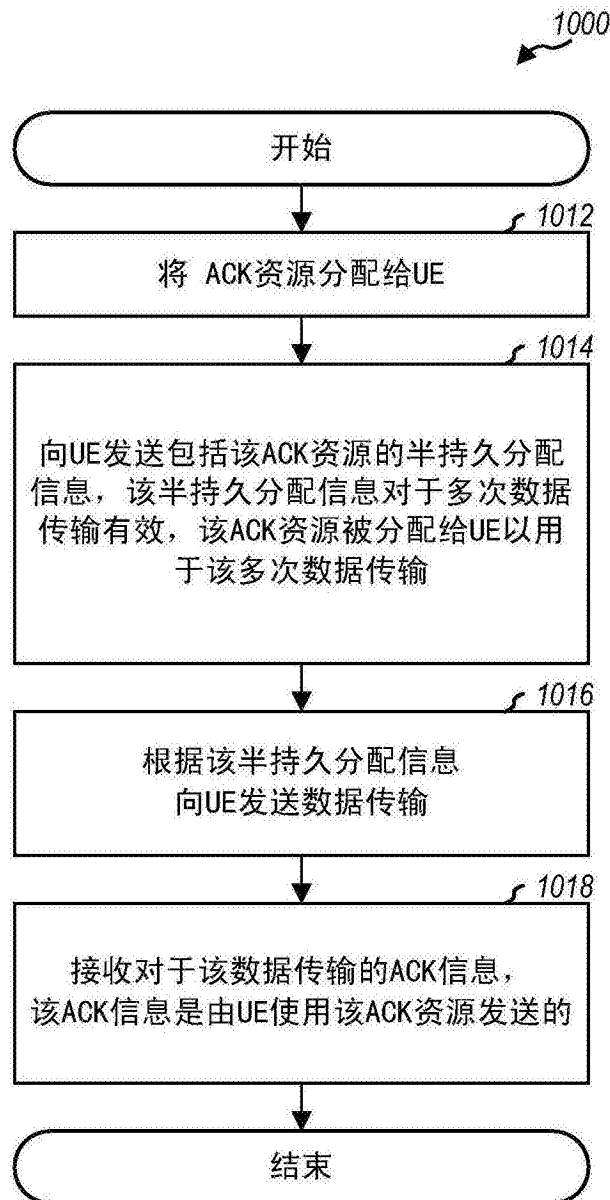 1000
开始
1012
将 ACK资源分配给UE
1014
向UE发送包括该ACK资源的半持久分配
信息，该半持久分配信息对于多次数据
传输有效，该ACK资源被分配给UE以用
于该多次数据传输
1016
根据该半持久分配信息
向UE发送数据传输
1018
接收对于该数据传输的ACK信息，
该ACK信息是由UE使用该ACK资源发送的
结束